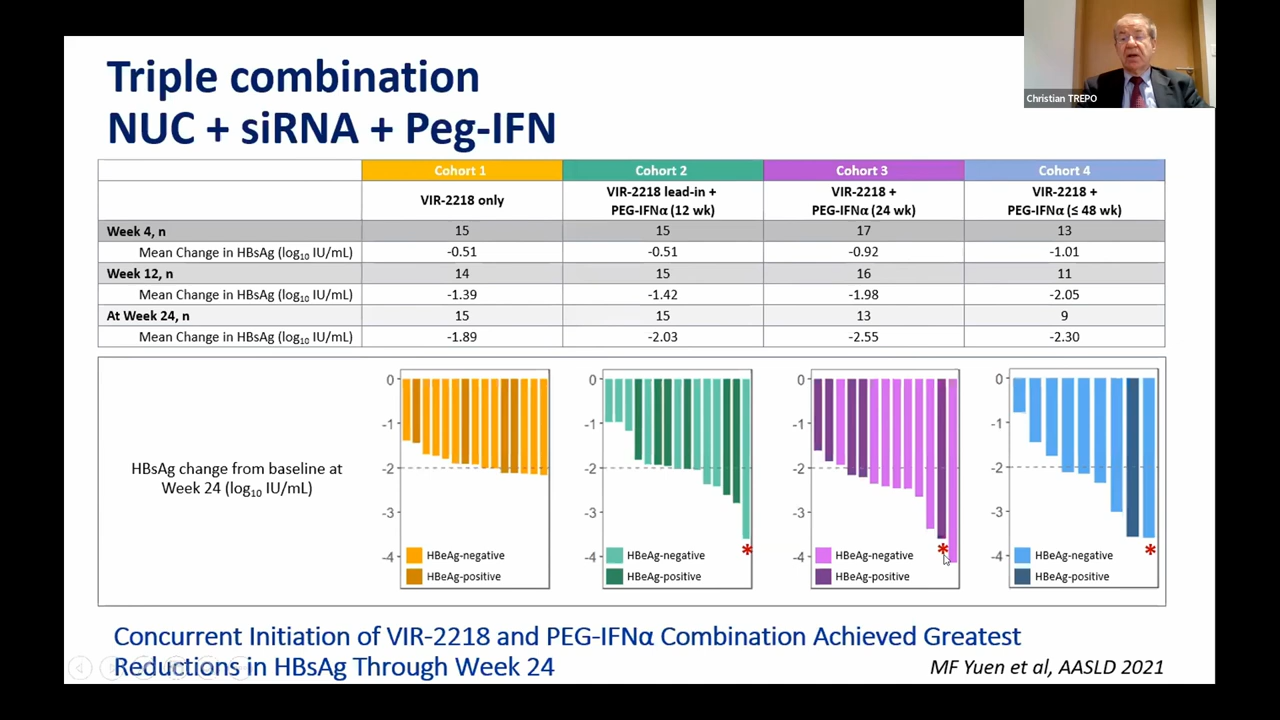 Christian TREPO
Triple combination
NUC + siRNA + Peg-IFN
Cohort 1 Cohort 2 Cohort 3 Cohort 4
VIR-2218 only VIR-2218 lead-in + PEG-IFNα (12 wk) VIR-2218 + PEG-IFNα (24 wk) VIR-2218 + PEG-IFNα (≤ 48 wk)
Week 4, n 15 15 17 13
Mean Change in HBsAg (log10 IU/mL) -0.51 -0.51 -0.92 -1.01
Week 12, n 14 15 16 11
Mean Change in HBsAg (log10 IU/mL) -1.39 -1.42 -1.98 -2.05
At Week 24, n 15 15 13 9
Mean Change in HBsAg (log10 IU/mL) -1.89 -2.03 -2.55 -2.30
HBsAg change from baseline at
Week 24 (log10 IU/mL)
0
-1
-2
-3
-4
HBeAg-negative
HBeAg-positive
0
-1
-2
-3
-4
HBeAg-negative
HBeAg-positive
*
0
-1
-2
-3
-4
HBeAg-negative
HBeAg-positive
*
0
-1
-2
-3
-4
HBeAg-negative
HBeAg-positive
*
Concurrent Initiation of VIR-2218 and PEG-IFNα Combination Achieved Greatest
Reductions in HBsAg Through Week 24
MF Yuen et al, AASLD 2021